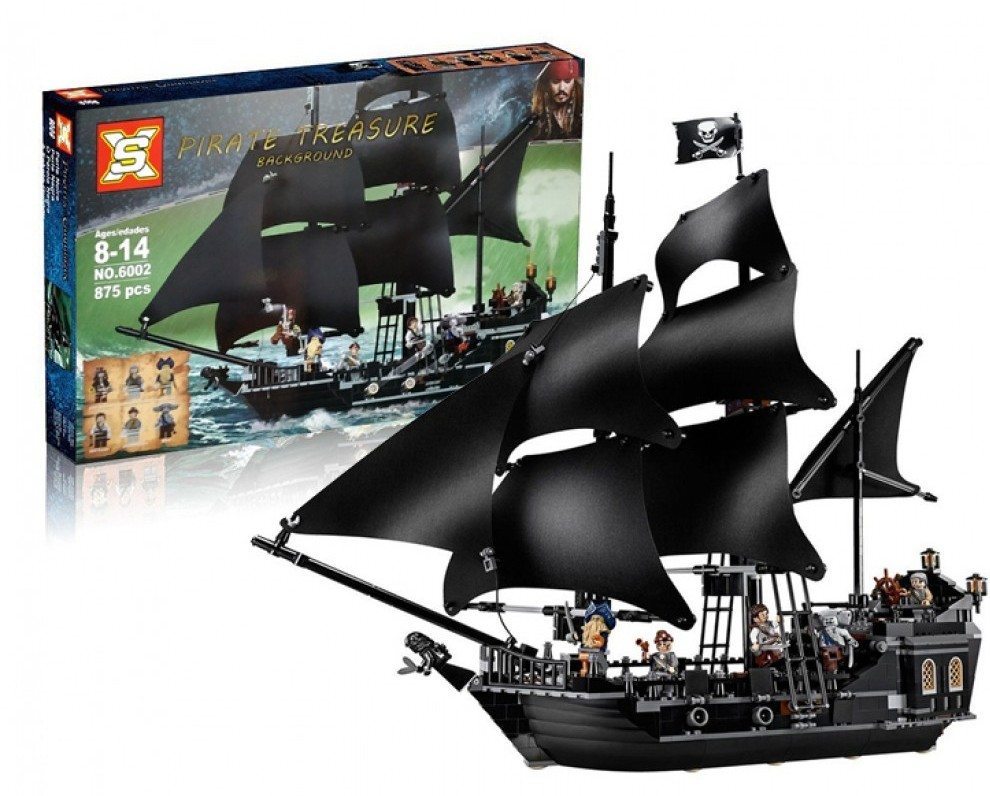 SX
PIRATE TREASURE
BACKGROUND
Ages/edades
8-14
NO.6002
875 pcs